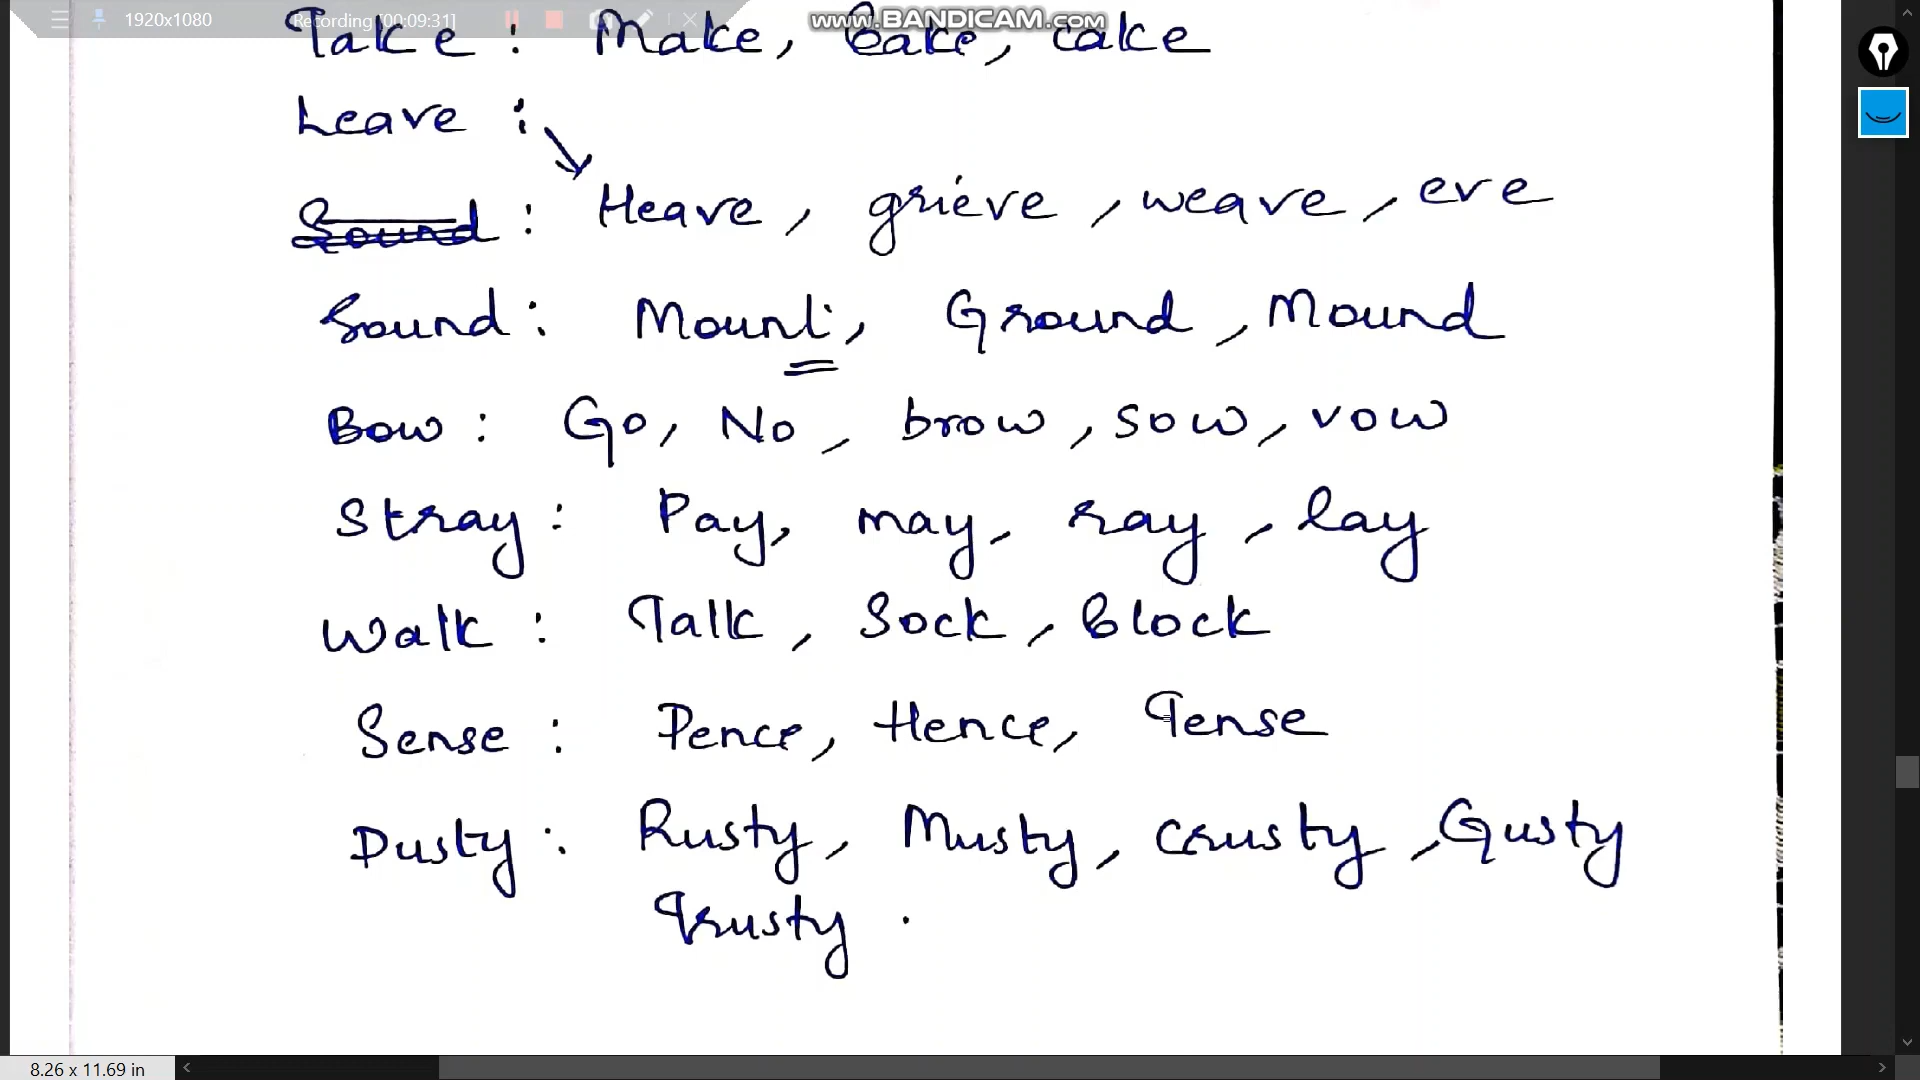 1920x1080
Recording [00:09:31]
www.BANDICAM.com
Take : Make, Bake, cake
Leave :
Sound : Heave, grieve, weave, eve
Sound : Mount, Ground, Mound
Bow : Go, No, brow, sow, vow
Stray : Pay, may, ray, lay
Walk : Talk, Sock, Block
Sense : Pence, Hence, Tense
Dusty : Rusty, Musty, crusty, Gusty
Trusty .
8.26 x 11.69 in